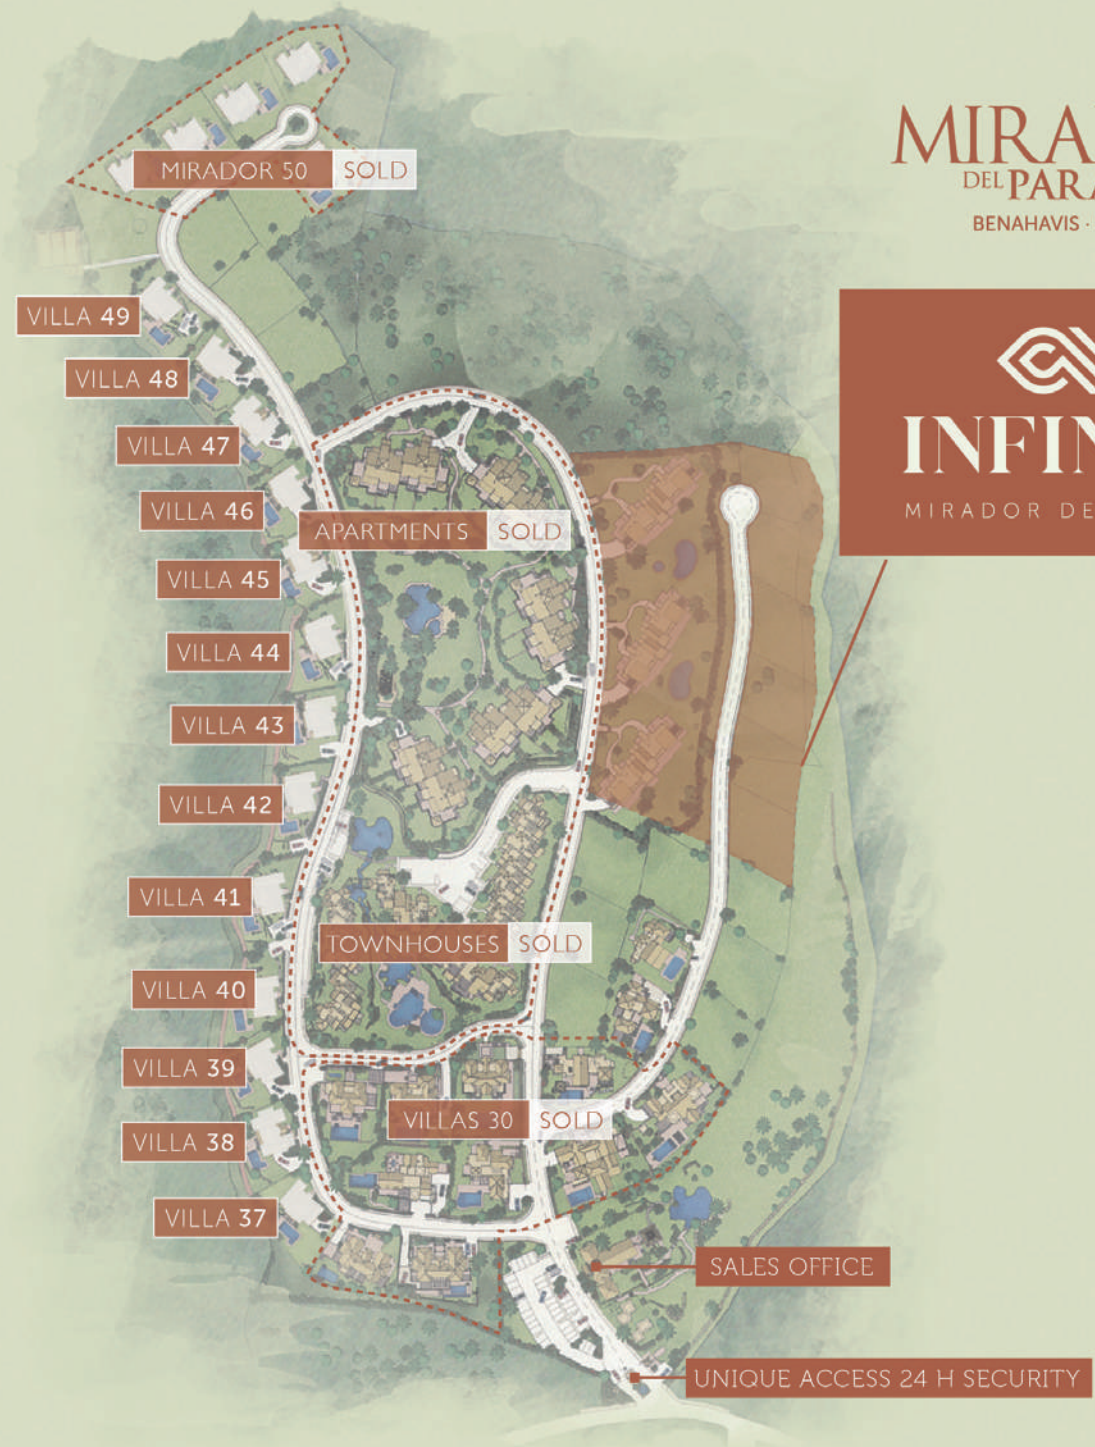 MIRA
DEL PARA
BENAHAVIS ·
MIRADOR 50 SOLD
VILLA 49
INFIN
MIRADOR DE
VILLA 48
VILLA 47
VILLA 46
APARTMENTS SOLD
VILLA 45
VILLA 44
VILLA 43
VILLA 42
VILLA 41
TOWNHOUSES SOLD
VILLA 40
VILLA 39
VILLAS 30 SOLD
VILLA 38
VILLA 37
SALES OFFICE
UNIQUE ACCESS 24 H SECURITY